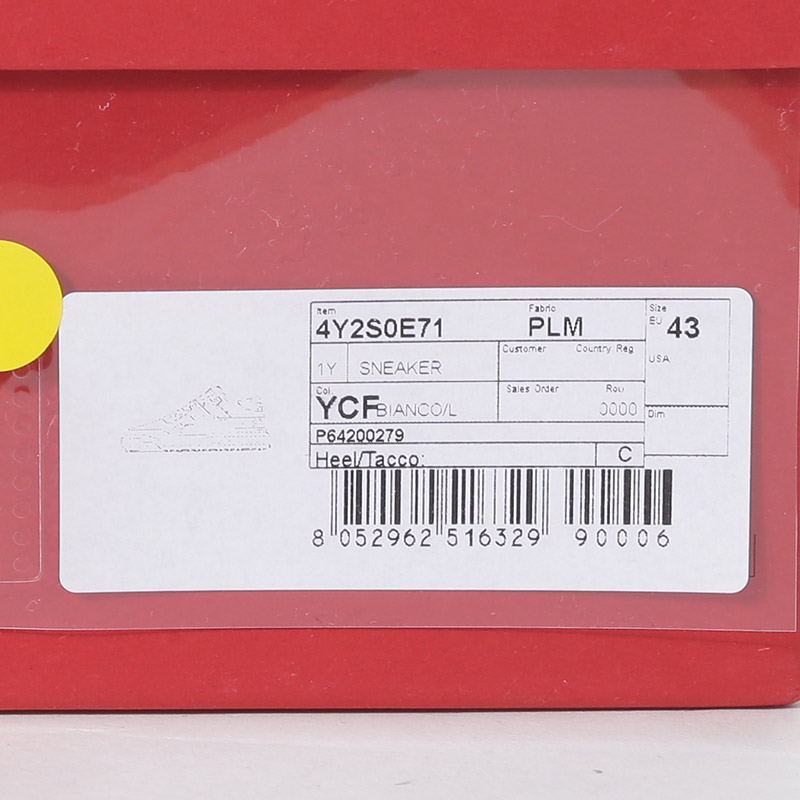 Item Fabric Size
4Y2S0E71 PLM EU 43
Customer Country Reg
1Y SNEAKER USA
Col. Sales Order Row
YCF BIANCO/L 0000
Dim
P64200279
Heel/Tacco: C
8 052962 516329 90006